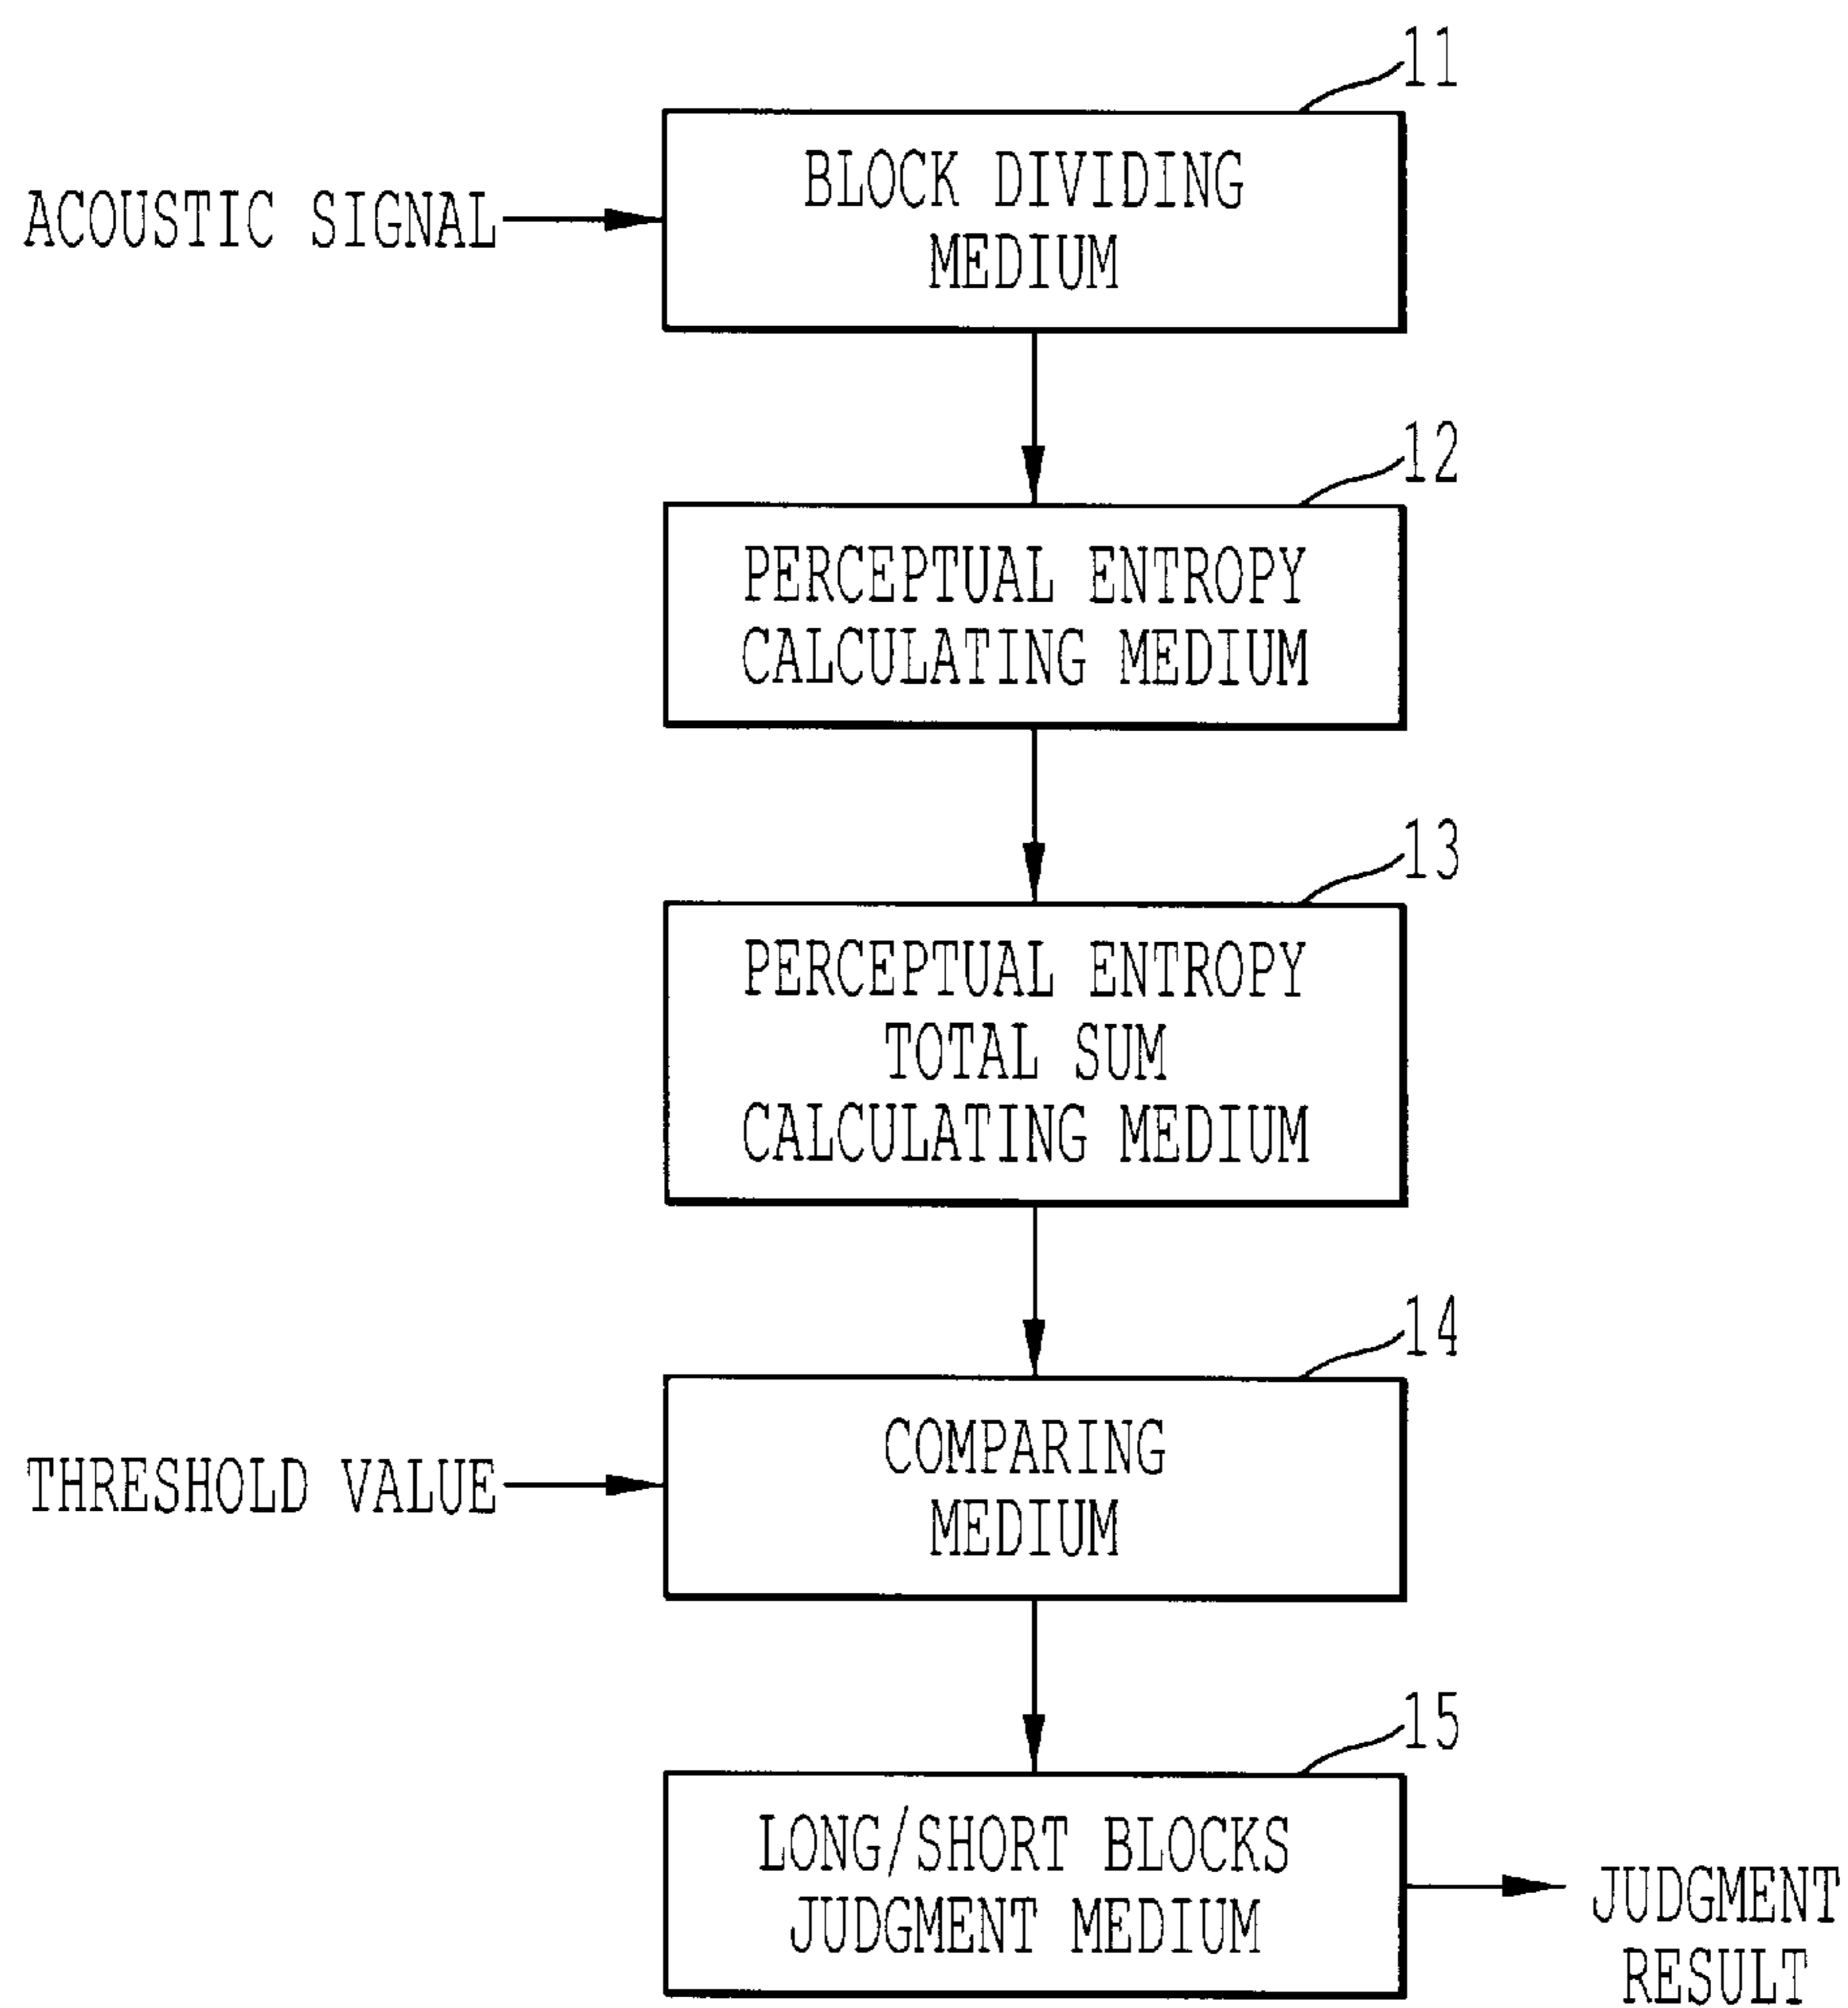 11
BLOCK DIVIDING
MEDIUM
ACOUSTIC SIGNAL
12
PERCEPTUAL ENTROPY
CALCULATING MEDIUM
13
PERCEPTUAL ENTROPY
TOTAL SUM
CALCULATING MEDIUM
14
COMPARING
MEDIUM
THRESHOLD VALUE
15
LONG/SHORT BLOCKS
JUDGMENT MEDIUM
JUDGMENT
RESULT